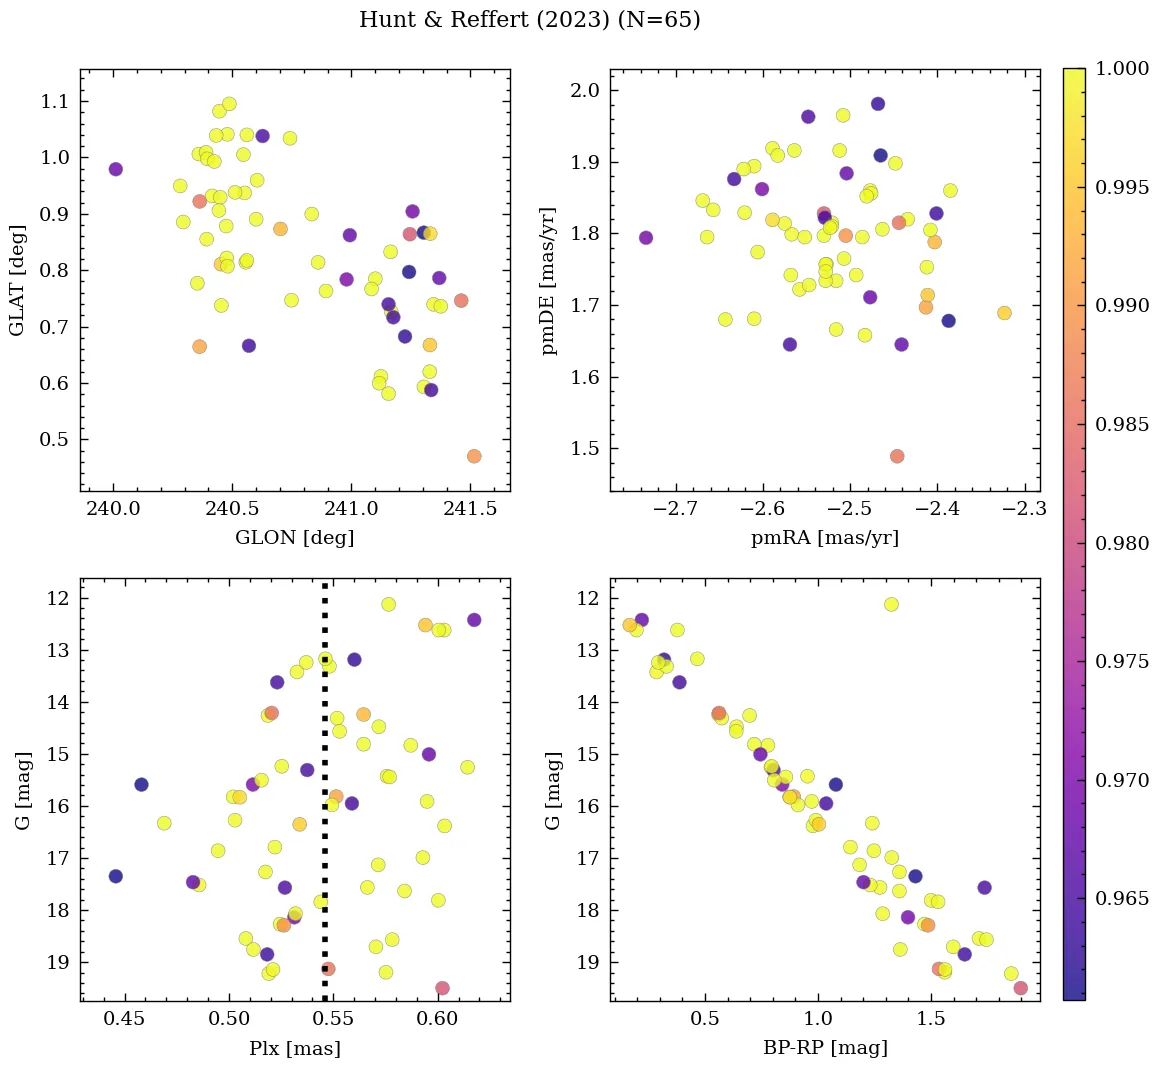 Hunt & Reffert (2023) (N=65)
1.1
1.0
0.9
0.8
0.7
0.6
0.5
GLAT [deg]
240.0 240.5 241.0 241.5
GLON [deg]
2.0
1.9
1.8
1.7
1.6
1.5
pmDE [mas/yr]
−2.7 −2.6 −2.5 −2.4 −2.3
pmRA [mas/yr]
12
13
14
15
16
17
18
19
G [mag]
0.45 0.50 0.55 0.60
Plx [mas]
12
13
14
15
16
17
18
19
G [mag]
0.5 1.0 1.5
BP-RP [mag]
1.000
0.995
0.990
0.985
0.980
0.975
0.970
0.965